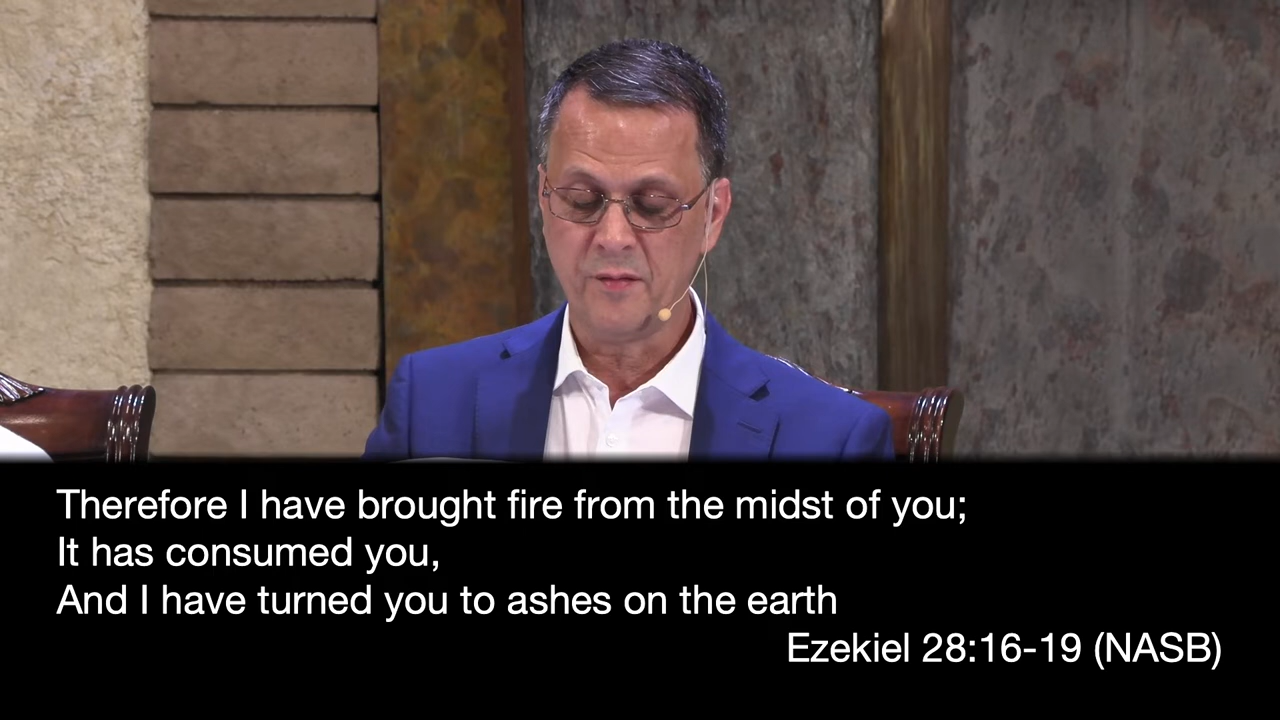 Therefore I have brought fire from the midst of you;
It has consumed you,
And I have turned you to ashes on the earth
Ezekiel 28:16-19 (NASB)